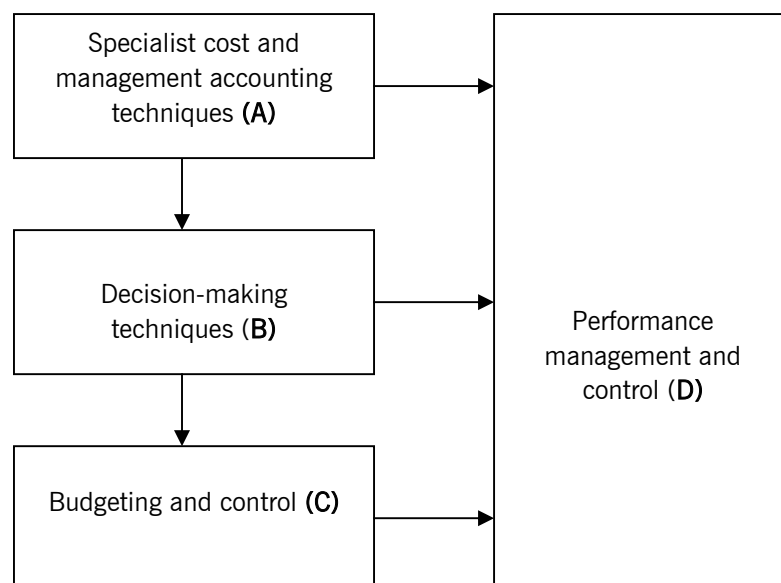 Specialist cost and
management accounting
techniques (A)
Decision-making
techniques (B)
Budgeting and control (C)
Performance
management and
control (D)